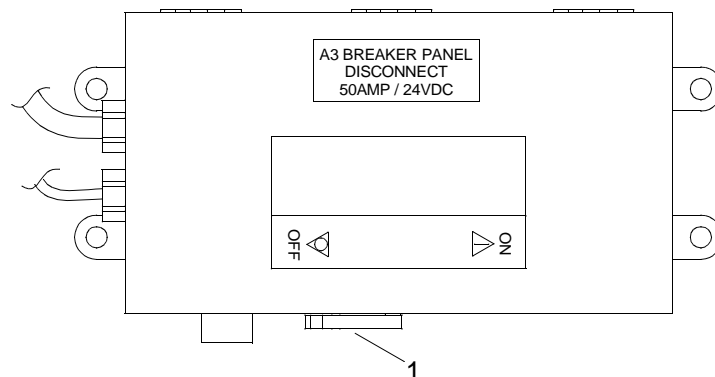 A3 BREAKER PANEL
DISCONNECT
50AMP / 24VDC
OFF
ON
1